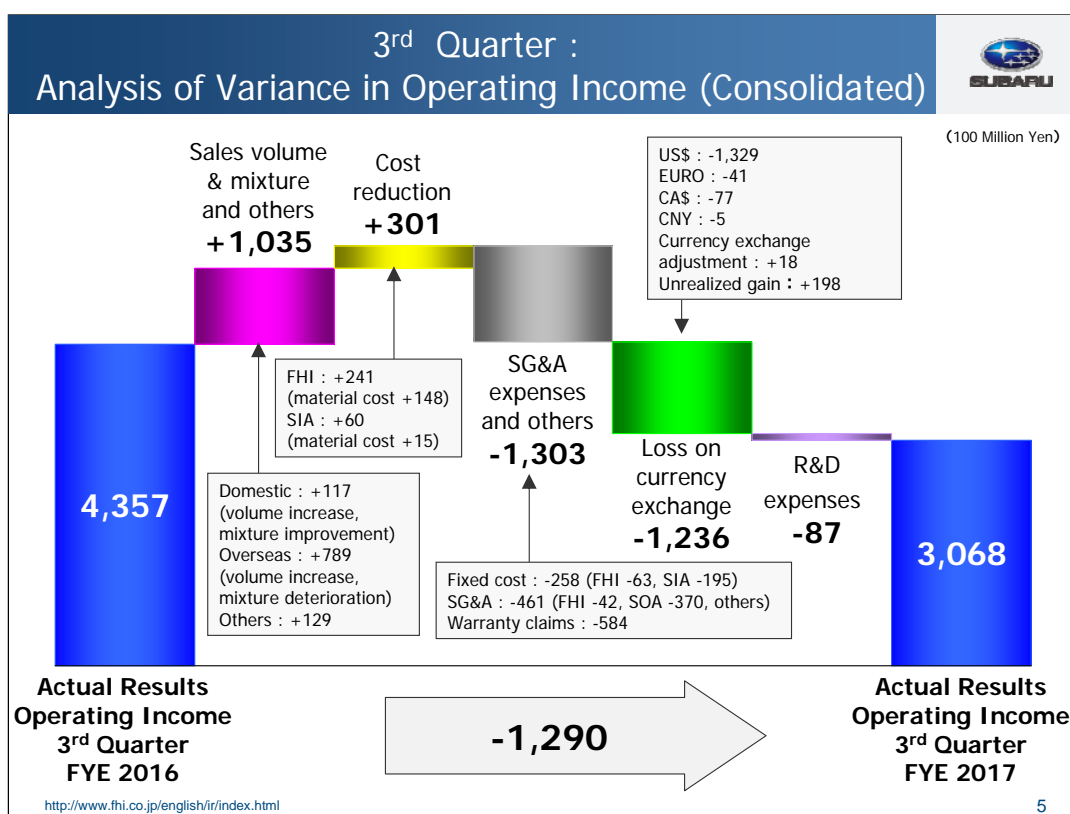 3rd Quarter :
Analysis of Variance in Operating Income (Consolidated)
SUBARU
（100 Million Yen）
Sales volume
& mixture
and others
+1,035
Cost
reduction
+301
US$ : -1,329
EURO : -41
CA$ : -77
CNY : -5
Currency exchange
adjustment : +18
Unrealized gain：+198
FHI : +241
(material cost +148)
SIA : +60
(material cost +15)
SG&A
expenses
and others
-1,303
Loss on
currency
exchange
-1,236
R&D
expenses
-87
4,357
Domestic : +117
(volume increase,
mixture improvement)
Overseas : +789
(volume increase,
mixture deterioration)
Others : +129
Fixed cost : -258 (FHI -63, SIA -195)
SG&A : -461 (FHI -42, SOA -370, others)
Warranty claims : -584
3,068
Actual Results
Operating Income
3rd Quarter
FYE 2016
-1,290
Actual Results
Operating Income
3rd Quarter
FYE 2017
http://www.fhi.co.jp/english/ir/index.html
5